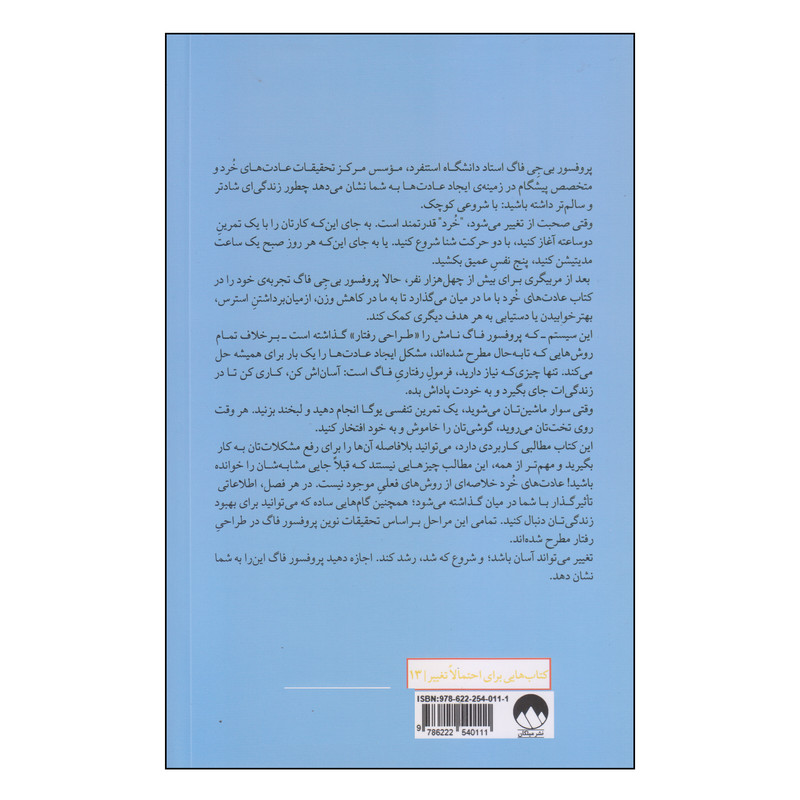 پروفسور بی‌جی فاگ استاد دانشگاه استنفرد، مؤسس مرکز تحقیقات عادت‌های خُرد و
متخصص پیشگام در زمینه‌ی ایجاد عادت‌ها به شما نشان می‌دهد چطور زندگی‌ای شادتر
و سالم‌تر داشته باشید: با شروعی کوچک.
وقتی صحبت از تغییر می‌شود، "خُرد" قدرتمند است. به جای این‌که کارتان را با یک تمرینِ
دوساعته آغاز کنید، با دو حرکت شنا شروع کنید. یا به جای این‌که هر روز صبح یک ساعت
مدیتیشن کنید، پنج نفسِ عمیق بکشید.
بعد از مربیگری برای بیش از چهل‌هزار نفر، حالا پروفسور بی‌جی فاگ تجربه‌ی خود را در
کتاب عادت‌های خُرد با ما در میان می‌گذارد تا به ما در کاهش وزن، ازمیان‌برداشتنِ استرس،
بهترخوابیدن یا دستیابی به هر هدف دیگری کمک کند.
این سیستم ـ که پروفسور فاگ نامش را «طراحی رفتار» گذاشته است ـ برخلاف تمام
روش‌هایی که تابه‌حال مطرح شده‌اند، مشکل ایجاد عادت‌ها را یک بار برای همیشه حل
می‌کند. تنها چیزی‌که نیاز دارید، فرمولِ رفتاریِ فاگ است: آسان‌اش کن، کاری کن تا در
زندگی‌ات جای بگیرد و به خودت پاداش بده.
وقتی سوار ماشین‌تان می‌شوید، یک تمرین تنفسی یوگا انجام دهید و لبخند بزنید. هر وقت
روی تخت‌تان می‌روید، گوشی‌تان را خاموش و به خود افتخار کنید.
این کتاب مطالبی کاربردی دارد، می‌توانید بلافاصله آن‌ها را برای رفع مشکلات‌تان به کار
بگیرید و مهم‌تر از همه، این مطالب چیزهایی نیستند که قبلاً جایی مشابه‌شان را خوانده
باشید! عادت‌های خُرد خلاصه‌ای از روش‌های فعلیِ موجود نیست. در هر فصل، اطلاعاتی
تأثیرگذار با شما در میان گذاشته می‌شود؛ همچنین گام‌هایی ساده که می‌توانید برای بهبود
زندگی‌تان دنبال کنید. تمامی این مراحل براساس تحقیقات نوین پروفسور فاگ در طراحیِ
رفتار مطرح شده‌اند.
تغییر می‌تواند آسان باشد؛ و شروع که شد، رشد کند. اجازه دهید پروفسور فاگ این‌را به شما
نشان دهد.
کتاب‌هایی برای احتمالاً تغییر | ۱۳
ISBN:978-622-254-011-1
9 786222 540111
نشر میلکان